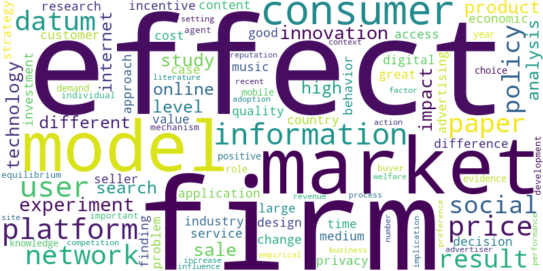 strategy
research
incentive
content
consumer
product
datum
customer
setting
agent
cost
good
innovation
access
economic
year
effect
reputation
context
internet
approach
study
case
music
digital
great
choice
policy
analysis
technology
investment
demand
individual
literature
recent
mobile
adoption
online
level
high
behavior
impact
advertising
factor
different
value
mechanism
quality
country
action
paper
model
information
difference
equilibrium
positive
role
market
buyer
welfare
evidence
development
user
seller
search
application
firm
revenue
process
social
price
experiment
platform
site
important
problem
industry
service
large
design
time
medium
number
implication
decision
preference
performance
network
knowledge
competition
finding
sale
change
privacy
business
advertiser
result
increase
influence
empirical